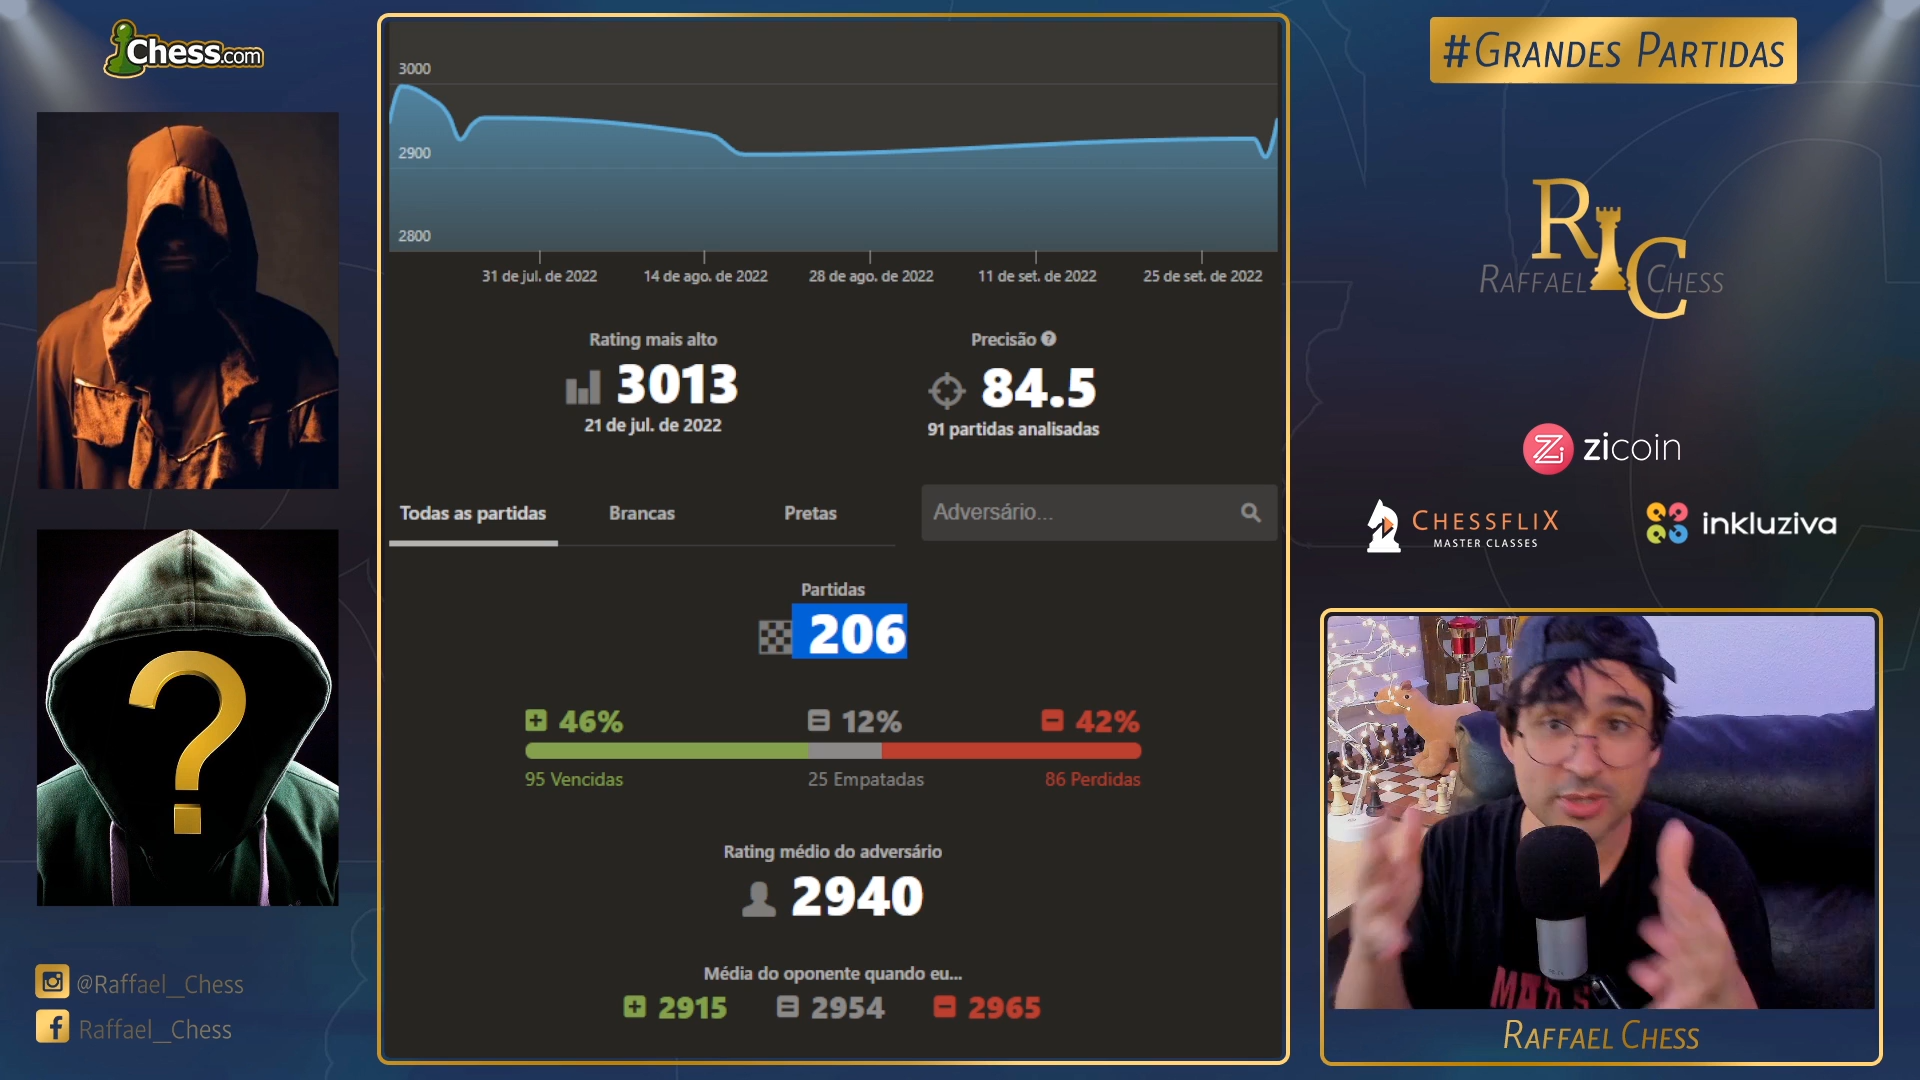 Chess.com
#GRANDES PARTIDAS
3000
2900
2800
31 de jul. de 2022
14 de ago. de 2022
28 de ago. de 2022
11 de set. de 2022
25 de set. de 2022
Rating mais alto
3013
21 de jul. de 2022
Precisão ?
84.5
91 partidas analisadas
Todas as partidas
Brancas
Pretas
Adversário...
Partidas
206
46%
12%
42%
95 Vencidas
25 Empatadas
86 Perdidas
Rating médio do adversário
2940
Média do oponente quando eu...
2915
2954
2965
?
@Raffael__Chess
Raffael__Chess
RC
RAFFAEL CHESS
zicoin
CHESSFLIX
MASTER CLASSES
inkluziva
RAFFAEL CHESS